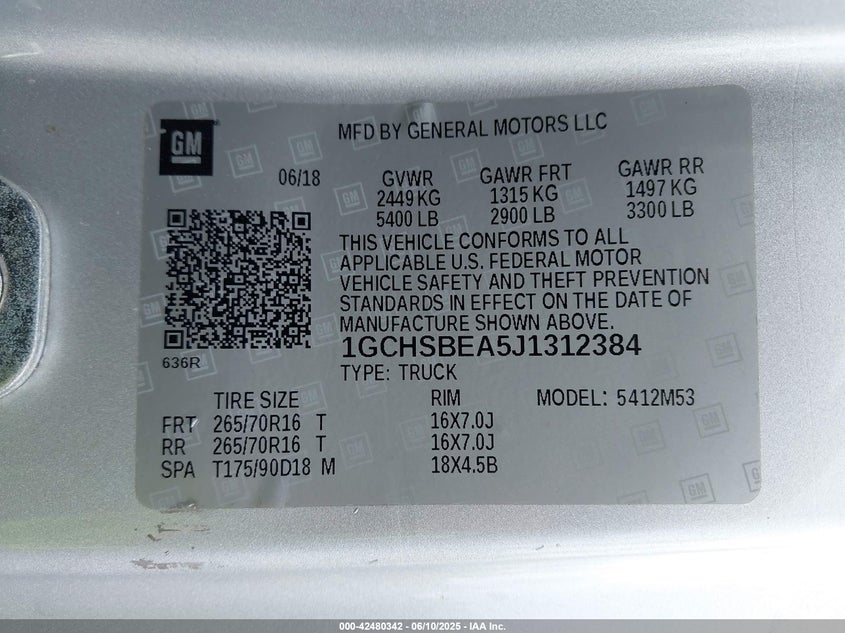 GM
MFD BY GENERAL MOTORS LLC
06/18 GVWR GAWR FRT GAWR RR
2449 KG 1315 KG 1497 KG
5400 LB 2900 LB 3300 LB
THIS VEHICLE CONFORMS TO ALL
APPLICABLE U.S. FEDERAL MOTOR
VEHICLE SAFETY AND THEFT PREVENTION
STANDARDS IN EFFECT ON THE DATE OF
MANUFACTURE SHOWN ABOVE.
636R
1GCHSBEA5J1312384
TYPE: TRUCK
TIRE SIZE RIM MODEL: 5412M53
FRT 265/70R16 T 16X7.0J
RR 265/70R16 T 16X7.0J
SPA T175/90D18 M 18X4.5B
000-42480342 - 06/10/2025 - IAA Inc.